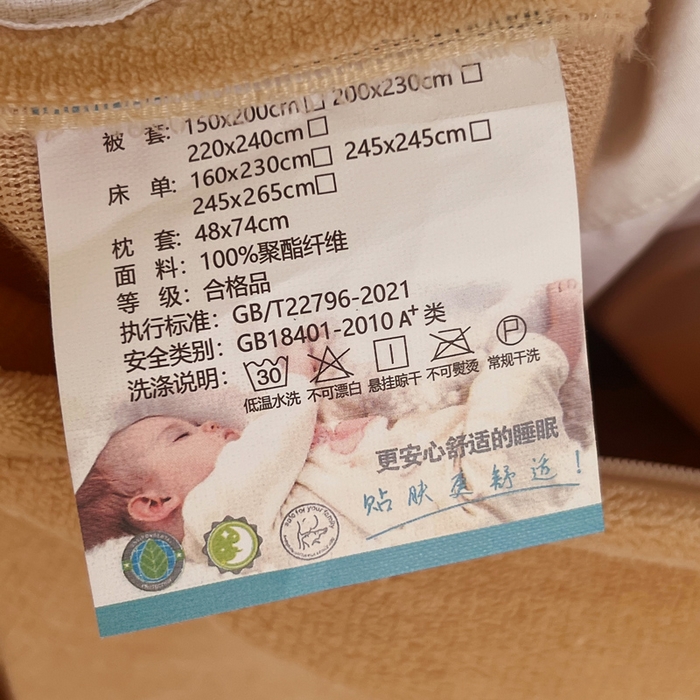 被 套: 150x200cm□ 200x230cm□
220x240cm□
床 单: 160x230cm□ 245x245cm□
245x265cm□
枕 套: 48x74cm
面 料: 100%聚酯纤维
等 级: 合格品
执行标准: GB/T22796-2021
安全类别: GB18401-2010 A+ 类
洗涤说明: 30 P
低温水洗 不可漂白 悬挂晾干 不可熨烫 常规干洗
更安心舒适的睡眠
贴肤更舒适!
safe for your family